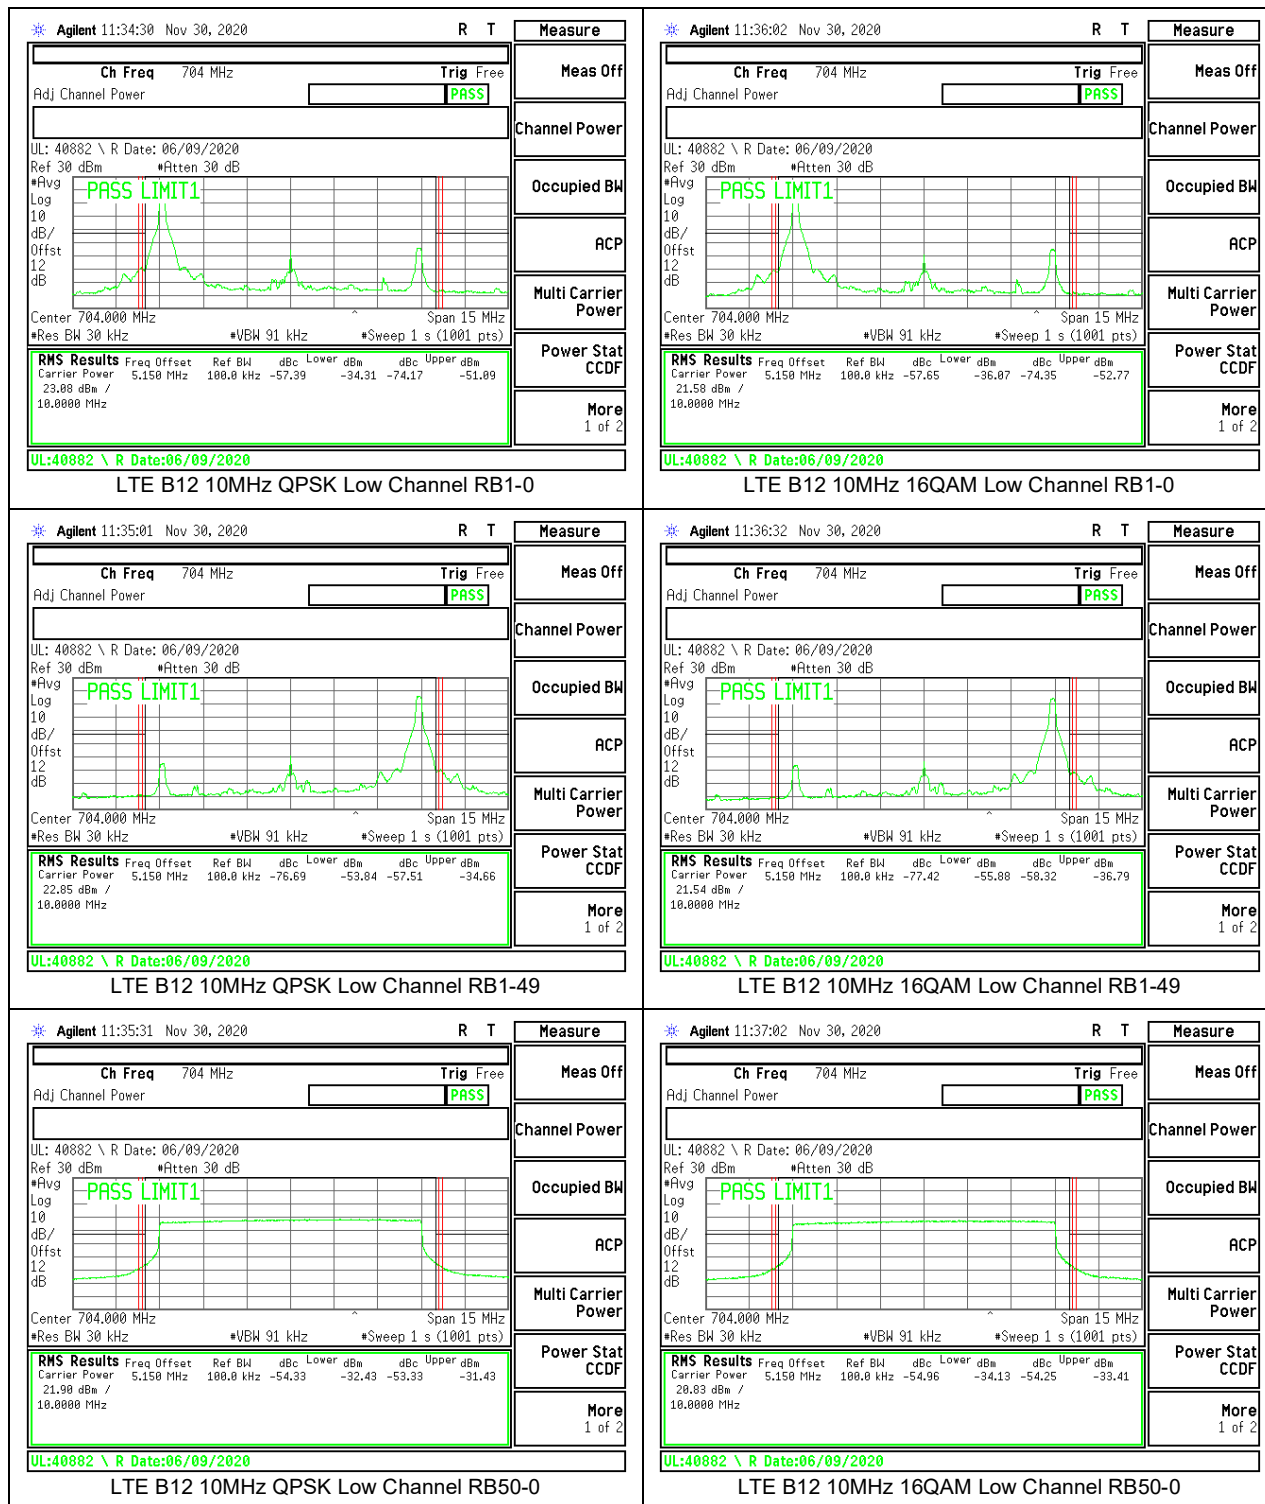 Agilent 11:34:30 Nov 30, 2020 R T Measure
Ch Freq 704 MHz Trig Free Meas Off
Adj Channel Power PASS
Channel Power
UL: 40882 \ R Date: 06/09/2020
Ref 30 dBm #Atten 30 dB
#Avg PASS LIMIT1 Occupied BW
Log
10
dB/ ACP
Offst
12
dB
Multi Carrier
Power
Center 704.000 MHz ^ Span 15 MHz
#Res BW 30 kHz #VBW 91 kHz #Sweep 1 s (1001 pts)
Power Stat
CCDF
RMS Results Freq Offset Ref BW dBc Lower dBm dBc Upper dBm
Carrier Power 5.150 MHz 100.0 kHz -57.39 -34.31 -74.17 -51.09
23.08 dBm /
10.0000 MHz
More
1 of 2
UL:40882 \ R Date:06/09/2020
LTE B12 10MHz QPSK Low Channel RB1-0
Agilent 11:36:02 Nov 30, 2020 R T Measure
Ch Freq 704 MHz Trig Free Meas Off
Adj Channel Power PASS
Channel Power
UL: 40882 \ R Date: 06/09/2020
Ref 30 dBm #Atten 30 dB
#Avg PASS LIMIT1 Occupied BW
Log
10
dB/ ACP
Offst
12
dB
Multi Carrier
Power
Center 704.000 MHz ^ Span 15 MHz
#Res BW 30 kHz #VBW 91 kHz #Sweep 1 s (1001 pts)
Power Stat
CCDF
RMS Results Freq Offset Ref BW dBc Lower dBm dBc Upper dBm
Carrier Power 5.150 MHz 100.0 kHz -57.65 -36.07 -74.35 -52.77
21.58 dBm /
10.0000 MHz
More
1 of 2
UL:40882 \ R Date:06/09/2020
LTE B12 10MHz 16QAM Low Channel RB1-0
Agilent 11:35:01 Nov 30, 2020 R T Measure
Ch Freq 704 MHz Trig Free Meas Off
Adj Channel Power PASS
Channel Power
UL: 40882 \ R Date: 06/09/2020
Ref 30 dBm #Atten 30 dB
#Avg PASS LIMIT1 Occupied BW
Log
10
dB/ ACP
Offst
12
dB
Multi Carrier
Power
Center 704.000 MHz ^ Span 15 MHz
#Res BW 30 kHz #VBW 91 kHz #Sweep 1 s (1001 pts)
Power Stat
CCDF
RMS Results Freq Offset Ref BW dBc Lower dBm dBc Upper dBm
Carrier Power 5.150 MHz 100.0 kHz -76.69 -53.84 -57.51 -34.66
22.85 dBm /
10.0000 MHz
More
1 of 2
UL:40882 \ R Date:06/09/2020
LTE B12 10MHz QPSK Low Channel RB1-49
Agilent 11:36:32 Nov 30, 2020 R T Measure
Ch Freq 704 MHz Trig Free Meas Off
Adj Channel Power PASS
Channel Power
UL: 40882 \ R Date: 06/09/2020
Ref 30 dBm #Atten 30 dB
#Avg PASS LIMIT1 Occupied BW
Log
10
dB/ ACP
Offst
12
dB
Multi Carrier
Power
Center 704.000 MHz ^ Span 15 MHz
#Res BW 30 kHz #VBW 91 kHz #Sweep 1 s (1001 pts)
Power Stat
CCDF
RMS Results Freq Offset Ref BW dBc Lower dBm dBc Upper dBm
Carrier Power 5.150 MHz 100.0 kHz -77.42 -55.88 -58.32 -36.79
21.54 dBm /
10.0000 MHz
More
1 of 2
UL:40882 \ R Date:06/09/2020
LTE B12 10MHz 16QAM Low Channel RB1-49
Agilent 11:35:31 Nov 30, 2020 R T Measure
Ch Freq 704 MHz Trig Free Meas Off
Adj Channel Power PASS
Channel Power
UL: 40882 \ R Date: 06/09/2020
Ref 30 dBm #Atten 30 dB
#Avg PASS LIMIT1 Occupied BW
Log
10
dB/ ACP
Offst
12
dB
Multi Carrier
Power
Center 704.000 MHz ^ Span 15 MHz
#Res BW 30 kHz #VBW 91 kHz #Sweep 1 s (1001 pts)
Power Stat
CCDF
RMS Results Freq Offset Ref BW dBc Lower dBm dBc Upper dBm
Carrier Power 5.150 MHz 100.0 kHz -54.33 -32.43 -53.33 -31.43
21.90 dBm /
10.0000 MHz
More
1 of 2
UL:40882 \ R Date:06/09/2020
LTE B12 10MHz QPSK Low Channel RB50-0
Agilent 11:37:02 Nov 30, 2020 R T Measure
Ch Freq 704 MHz Trig Free Meas Off
Adj Channel Power PASS
Channel Power
UL: 40882 \ R Date: 06/09/2020
Ref 30 dBm #Atten 30 dB
#Avg PASS LIMIT1 Occupied BW
Log
10
dB/ ACP
Offst
12
dB
Multi Carrier
Power
Center 704.000 MHz ^ Span 15 MHz
#Res BW 30 kHz #VBW 91 kHz #Sweep 1 s (1001 pts)
Power Stat
CCDF
RMS Results Freq Offset Ref BW dBc Lower dBm dBc Upper dBm
Carrier Power 5.150 MHz 100.0 kHz -54.96 -34.13 -54.25 -33.41
20.83 dBm /
10.0000 MHz
More
1 of 2
UL:40882 \ R Date:06/09/2020
LTE B12 10MHz 16QAM Low Channel RB50-0